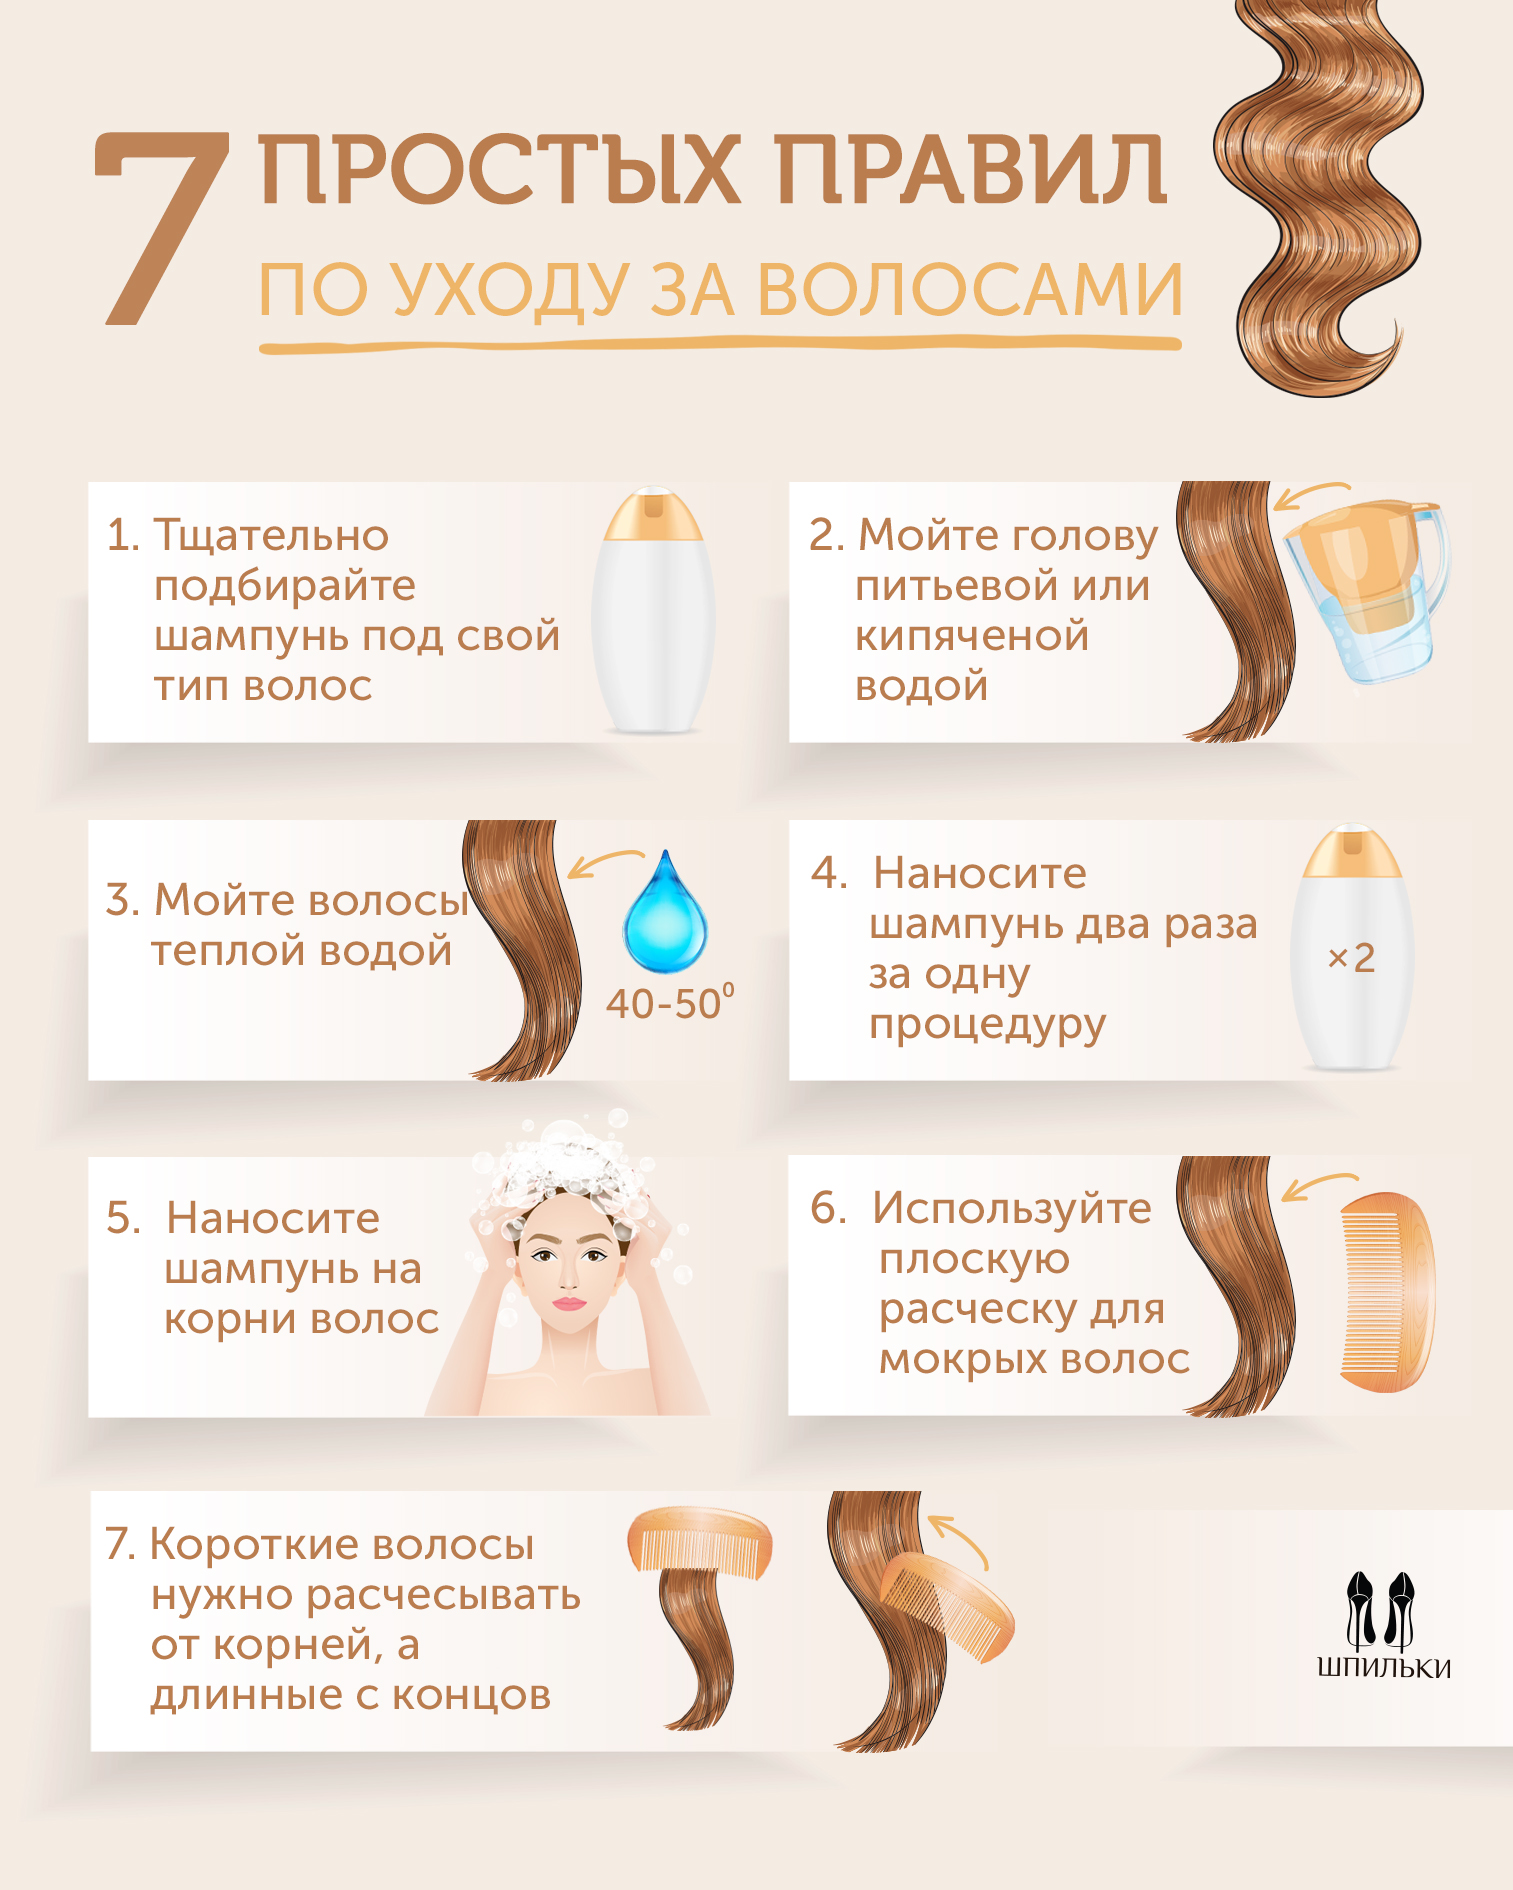 7 ПРОСТЫХ ПРАВИЛ
ПО УХОДУ ЗА ВОЛОСАМИ
1. Тщательно
подбирайте
шампунь под свой
тип волос
2. Мойте голову
питьевой или
кипяченой
водой
3. Мойте волосы
теплой водой
40-50⁰
4. Наносите
шампунь два раза
за одну
процедуру
×2
5. Наносите
шампунь на
корни волос
6. Используйте
плоскую
расческу для
мокрых волос
7. Короткие волосы
нужно расчесывать
от корней, а
длинные с концов
ШПИЛЬКИ